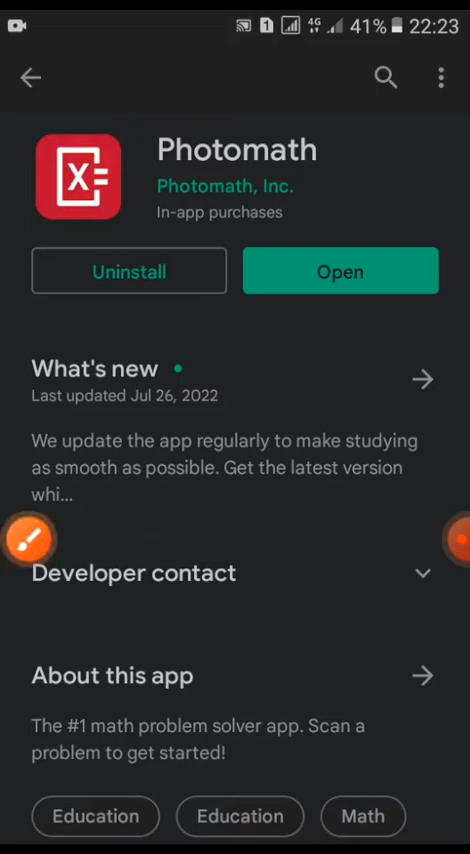 1 4G 41% 22:23
X=
Photomath
Photomath, Inc.
In-app purchases
Uninstall
Open
What's new
Last updated Jul 26, 2022
We update the app regularly to make studying
as smooth as possible. Get the latest version
whi...
Developer contact
About this app
The #1 math problem solver app. Scan a
problem to get started!
Education
Education
Math